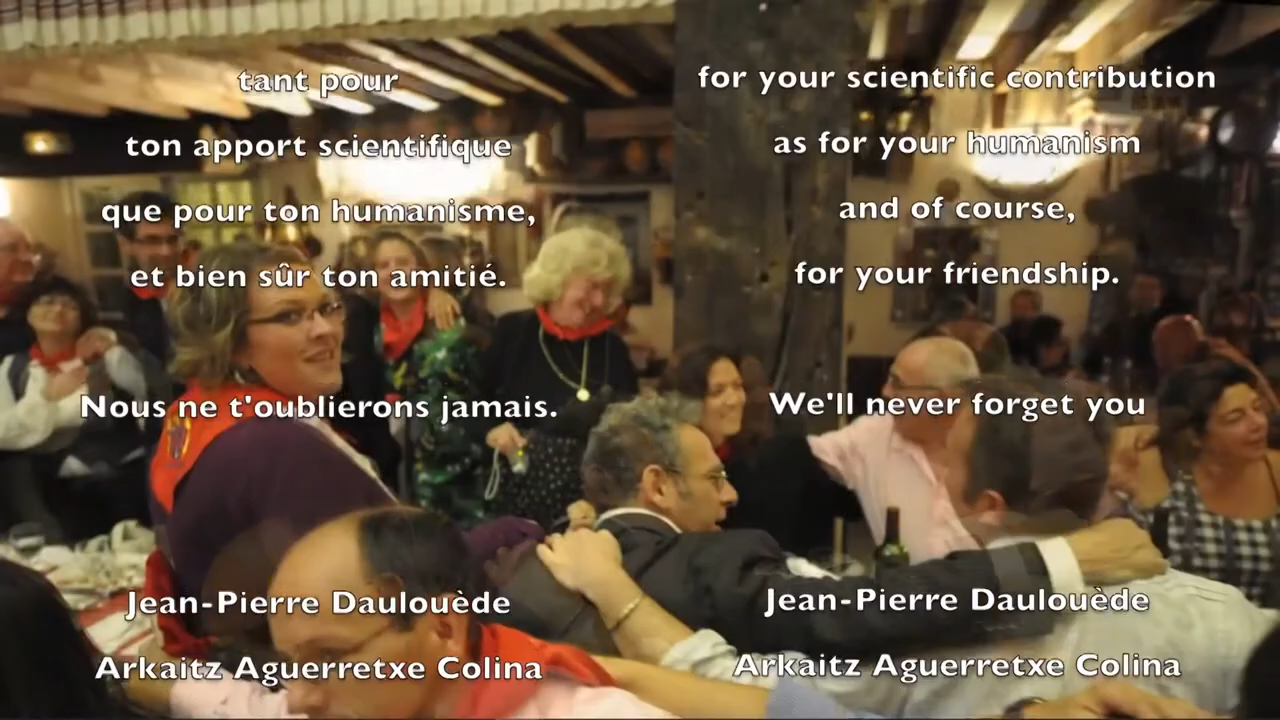 tant pour
ton apport scientifique
que pour ton humanisme,
et bien sûr ton amitié.
Nous ne t'oublierons jamais.
Jean-Pierre Daulouède
Arkaitz Aguerretxe Colina
for your scientific contribution
as for your humanism
and of course,
for your friendship.
We'll never forget you
Jean-Pierre Daulouède
Arkaitz Aguerretxe Colina